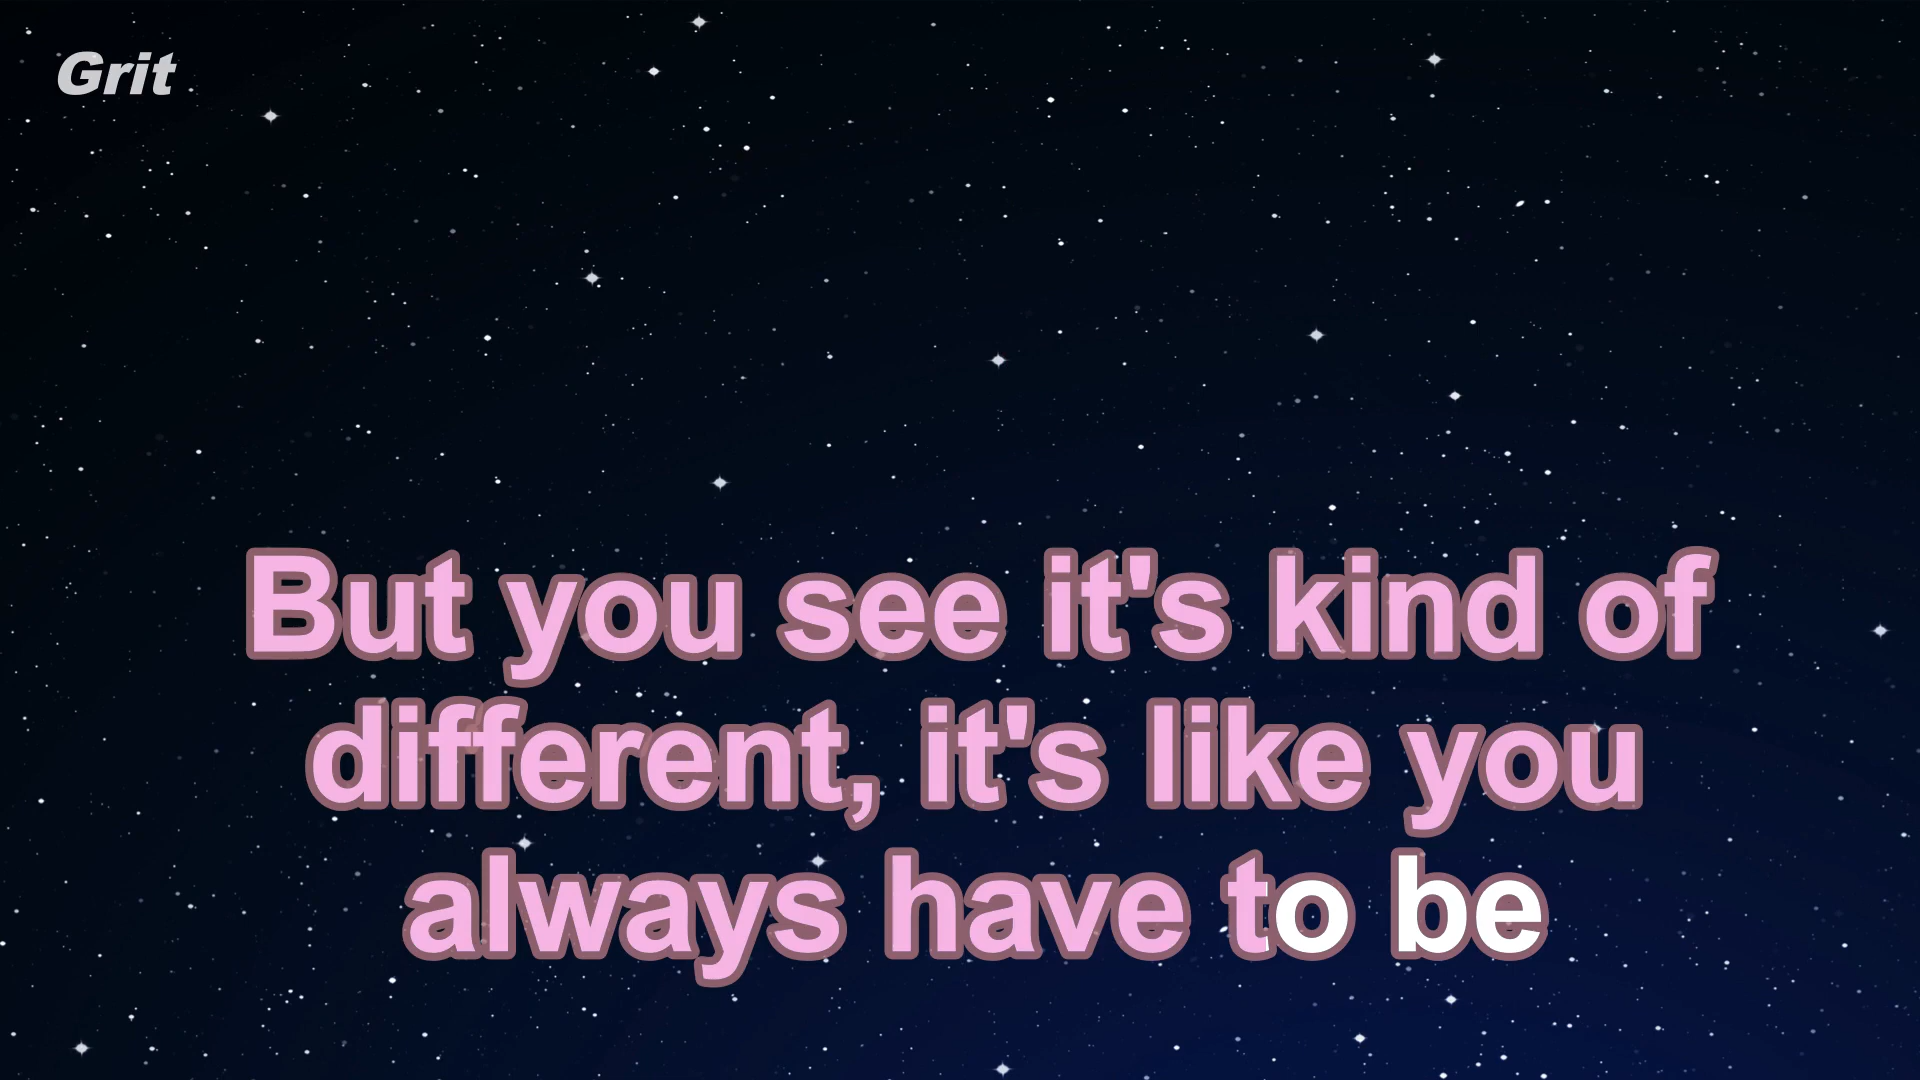 Grit
But you see it's kind of
different, it's like you
always have to be